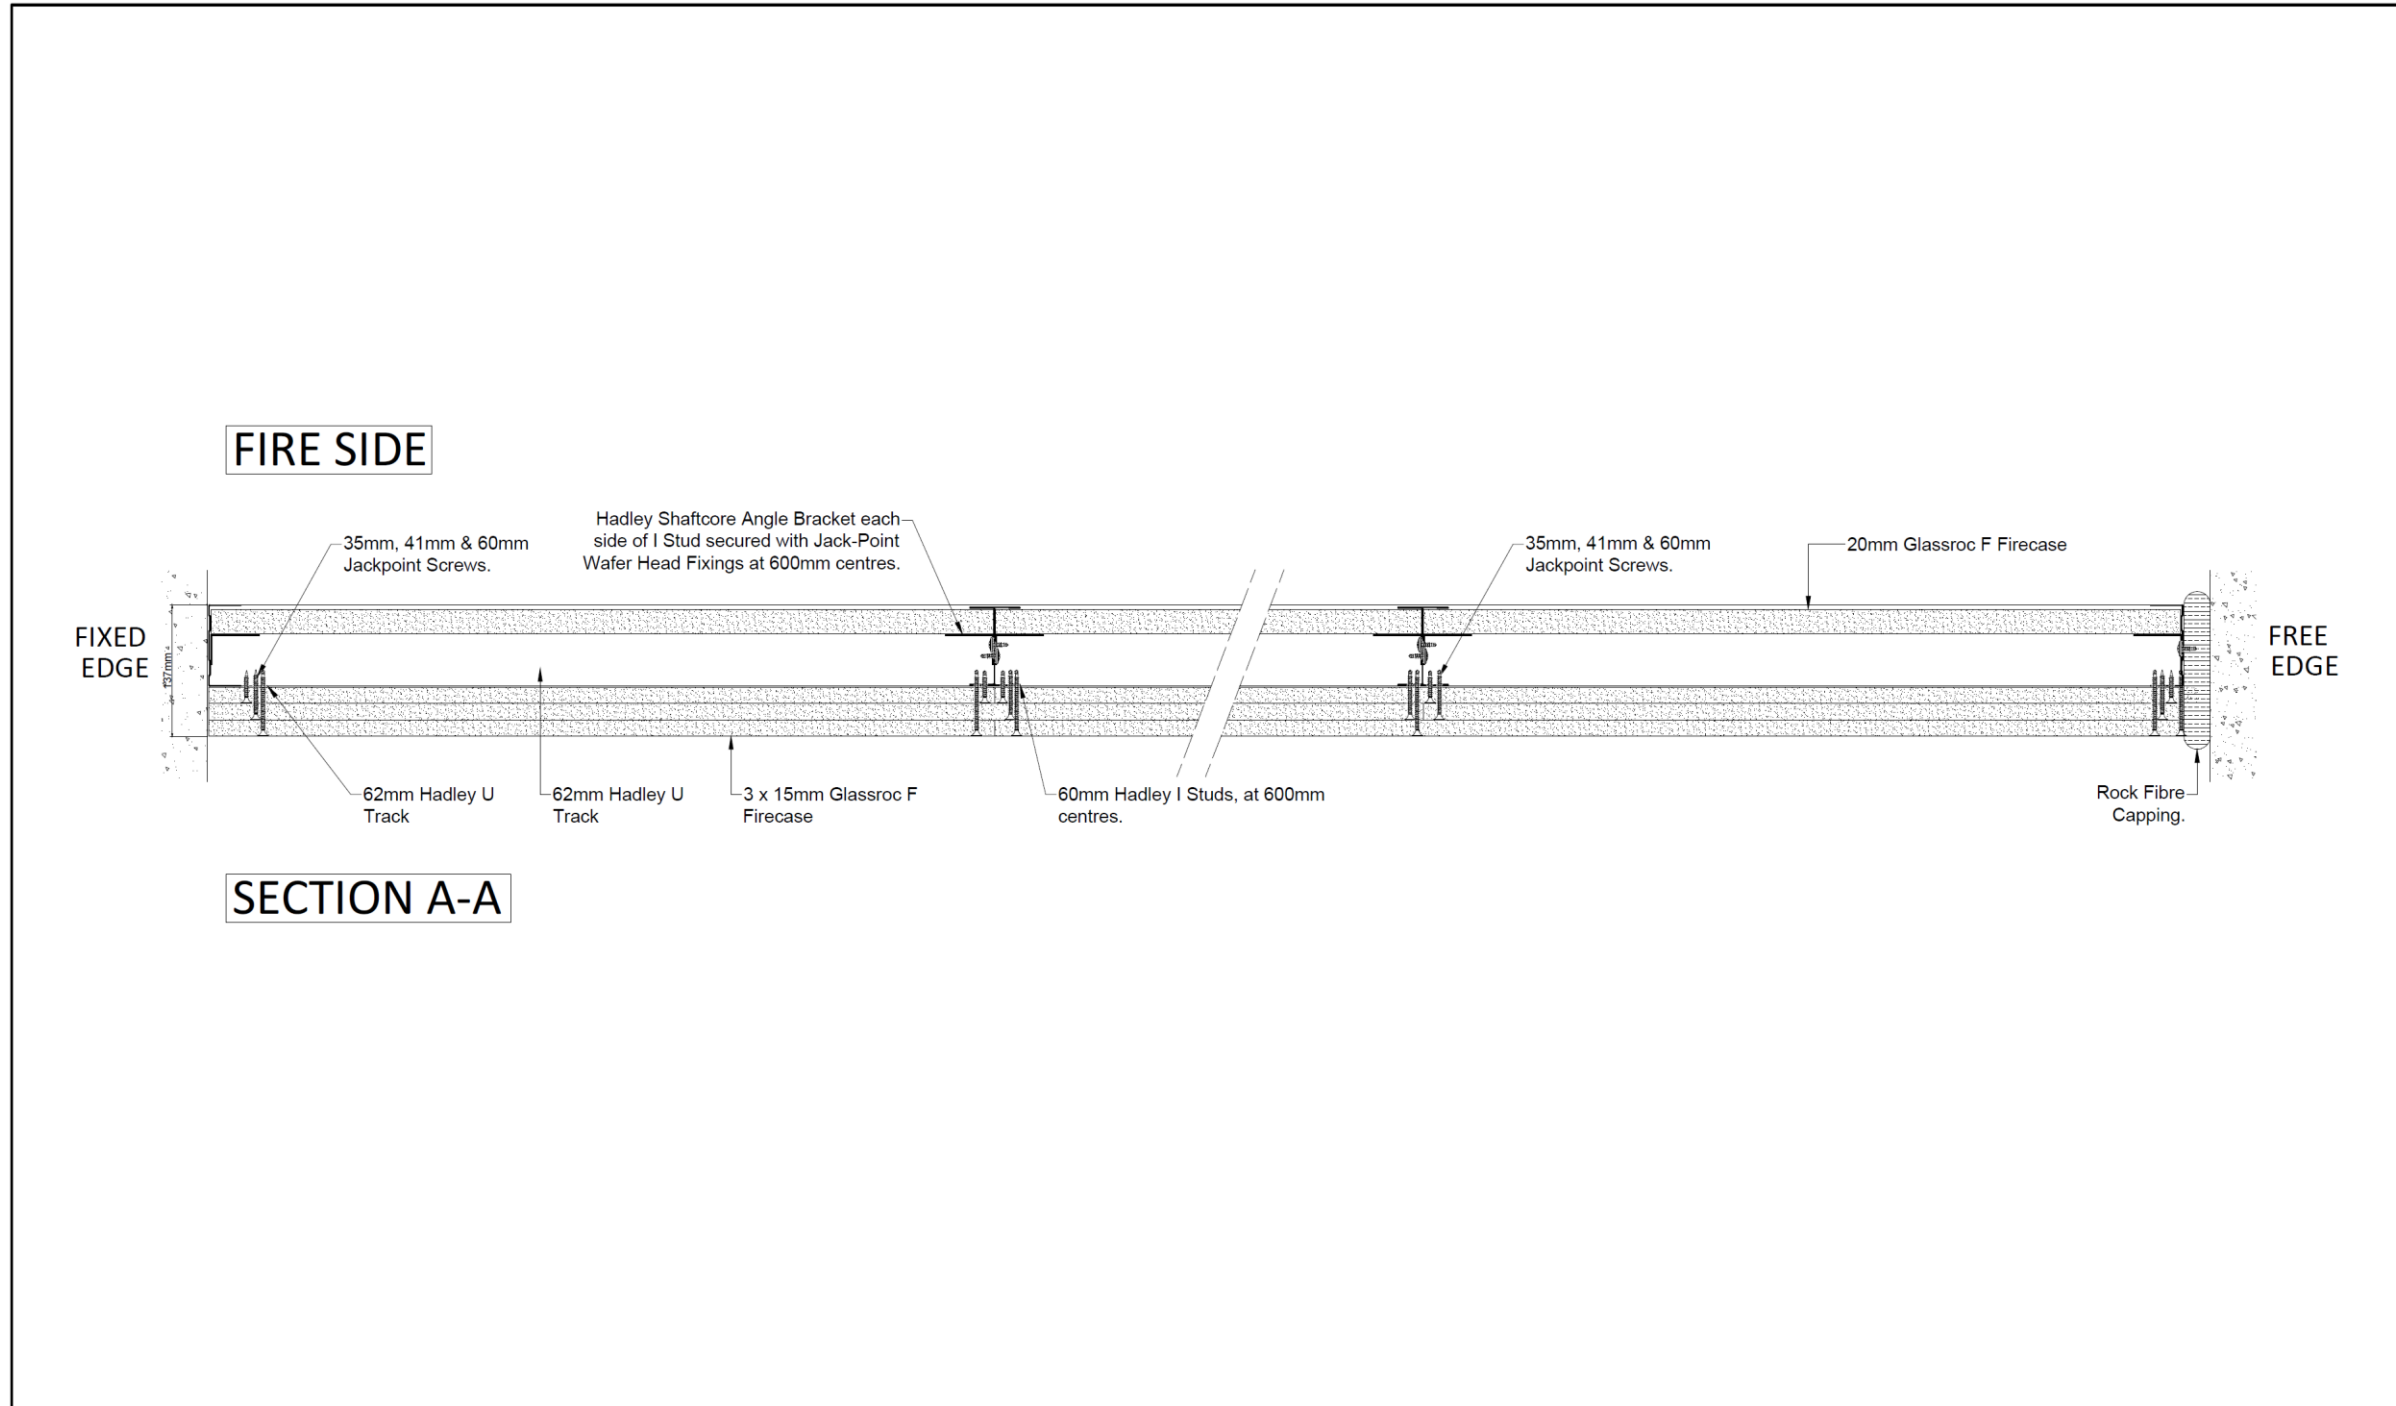 FIRE SIDE
Hadley Shaftcore Angle Bracket each
side of I Stud secured with Jack-Point
Wafer Head Fixings at 600mm centres.
35mm, 41mm & 60mm
Jackpoint Screws.
35mm, 41mm & 60mm
Jackpoint Screws.
20mm Glassroc F Firecase
FIXED
EDGE
137mm
FREE
EDGE
62mm Hadley U
Track
62mm Hadley U
Track
3 x 15mm Glassroc F
Firecase
60mm Hadley I Studs, at 600mm
centres.
Rock Fibre
Capping.
SECTION A-A